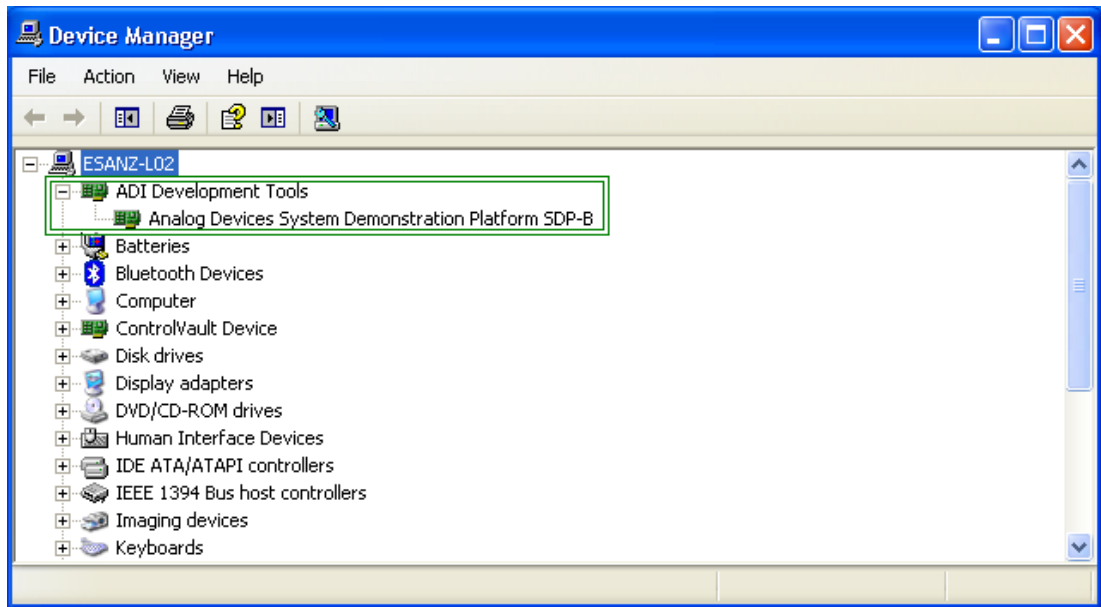 Device Manager
File Action View Help
ESANZ-L02
ADI Development Tools
Analog Devices System Demonstration Platform SDP-B
Batteries
Bluetooth Devices
Computer
ControlVault Device
Disk drives
Display adapters
DVD/CD-ROM drives
Human Interface Devices
IDE ATA/ATAPI controllers
IEEE 1394 Bus host controllers
Imaging devices
Keyboards